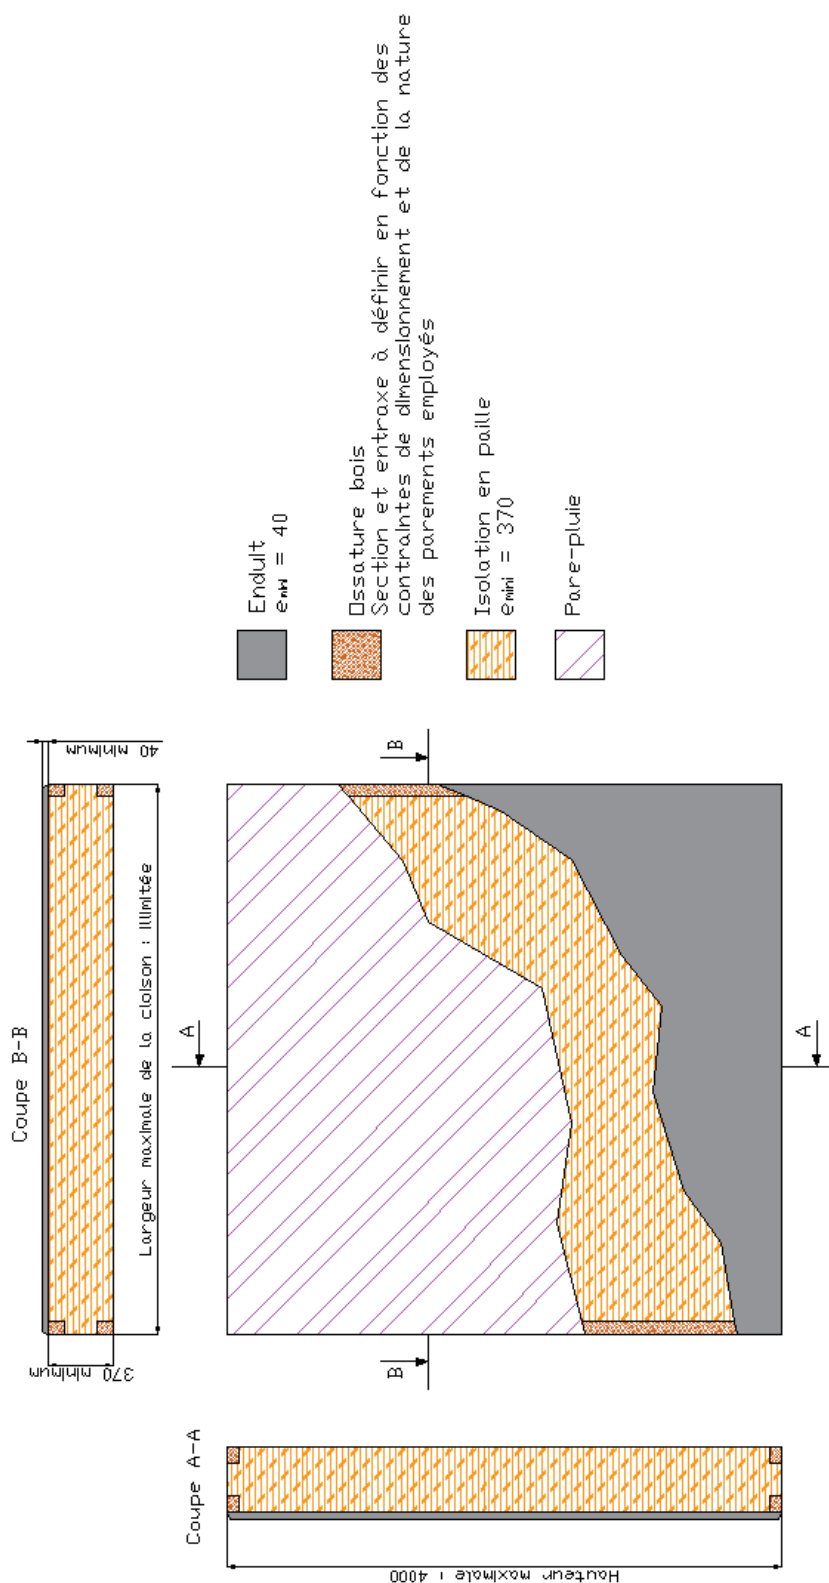 Coupe B-B
40 minimum
Largeur maximale de la cloison : illimitée
370 minimum
A
A
B
B
Coupe A-A
Hauteur maximale : 4000
Enduit
emini = 40
Ossature bois
Section et entraxe à définir en fonction des
contraintes de dimensionnement et de la nature
des parements employés
Isolation en paille
emini = 370
Pare-pluie